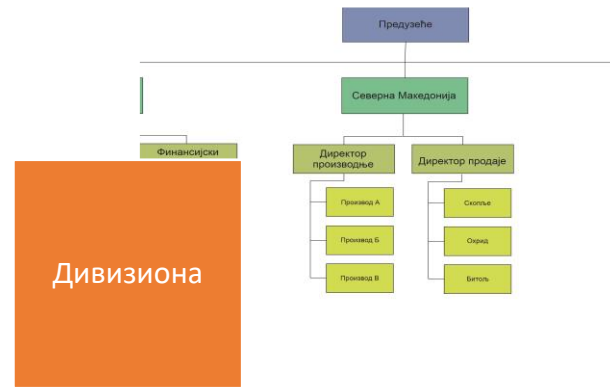 Предузеће
Северна Македонија
Финансијски
Директор
производње
Директор продаје
Производ А
Скопље
Производ Б
Охрид
Производ В
Битољ
Дивизиона